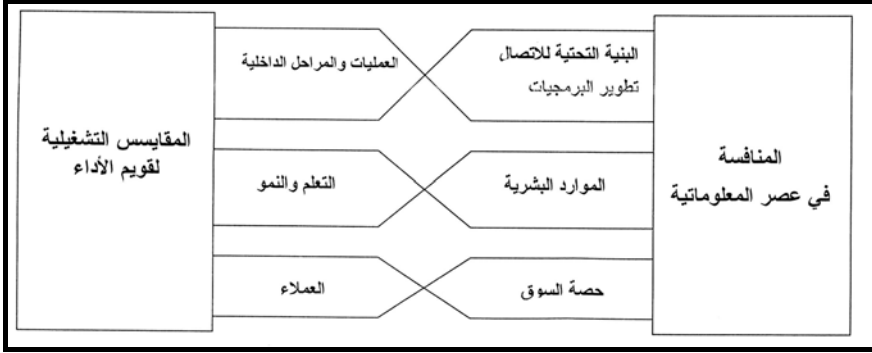 البنية التحتية للاتصال
تطوير البرمجيات
العمليات والمراحل الداخلية
المنافسة
في عصر المعلوماتية
الموارد البشرية
التعلم والنمو
المقايسس التشغيلية
لقويم الأداء
حصة السوق
العملاء